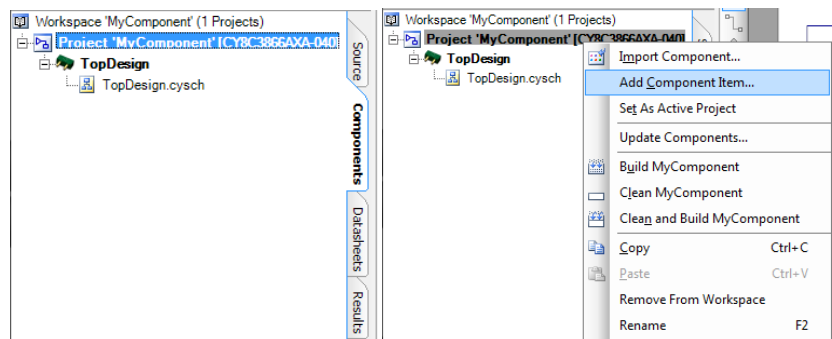 Workspace 'MyComponent' (1 Projects)
Project 'MyComponent' [CY8C3866AXA-040]
TopDesign
TopDesign.cysch
Source
Components
Datasheets
Results
Workspace 'MyComponent' (1 Projects)
Project 'MyComponent' [CY8C3866AXA-040]
TopDesign
TopDesign.cysch
Import Component...
Add Component Item...
Set As Active Project
Update Components...
Build MyComponent
Clean MyComponent
Clean and Build MyComponent
Copy Ctrl+C
Paste Ctrl+V
Remove From Workspace
Rename F2